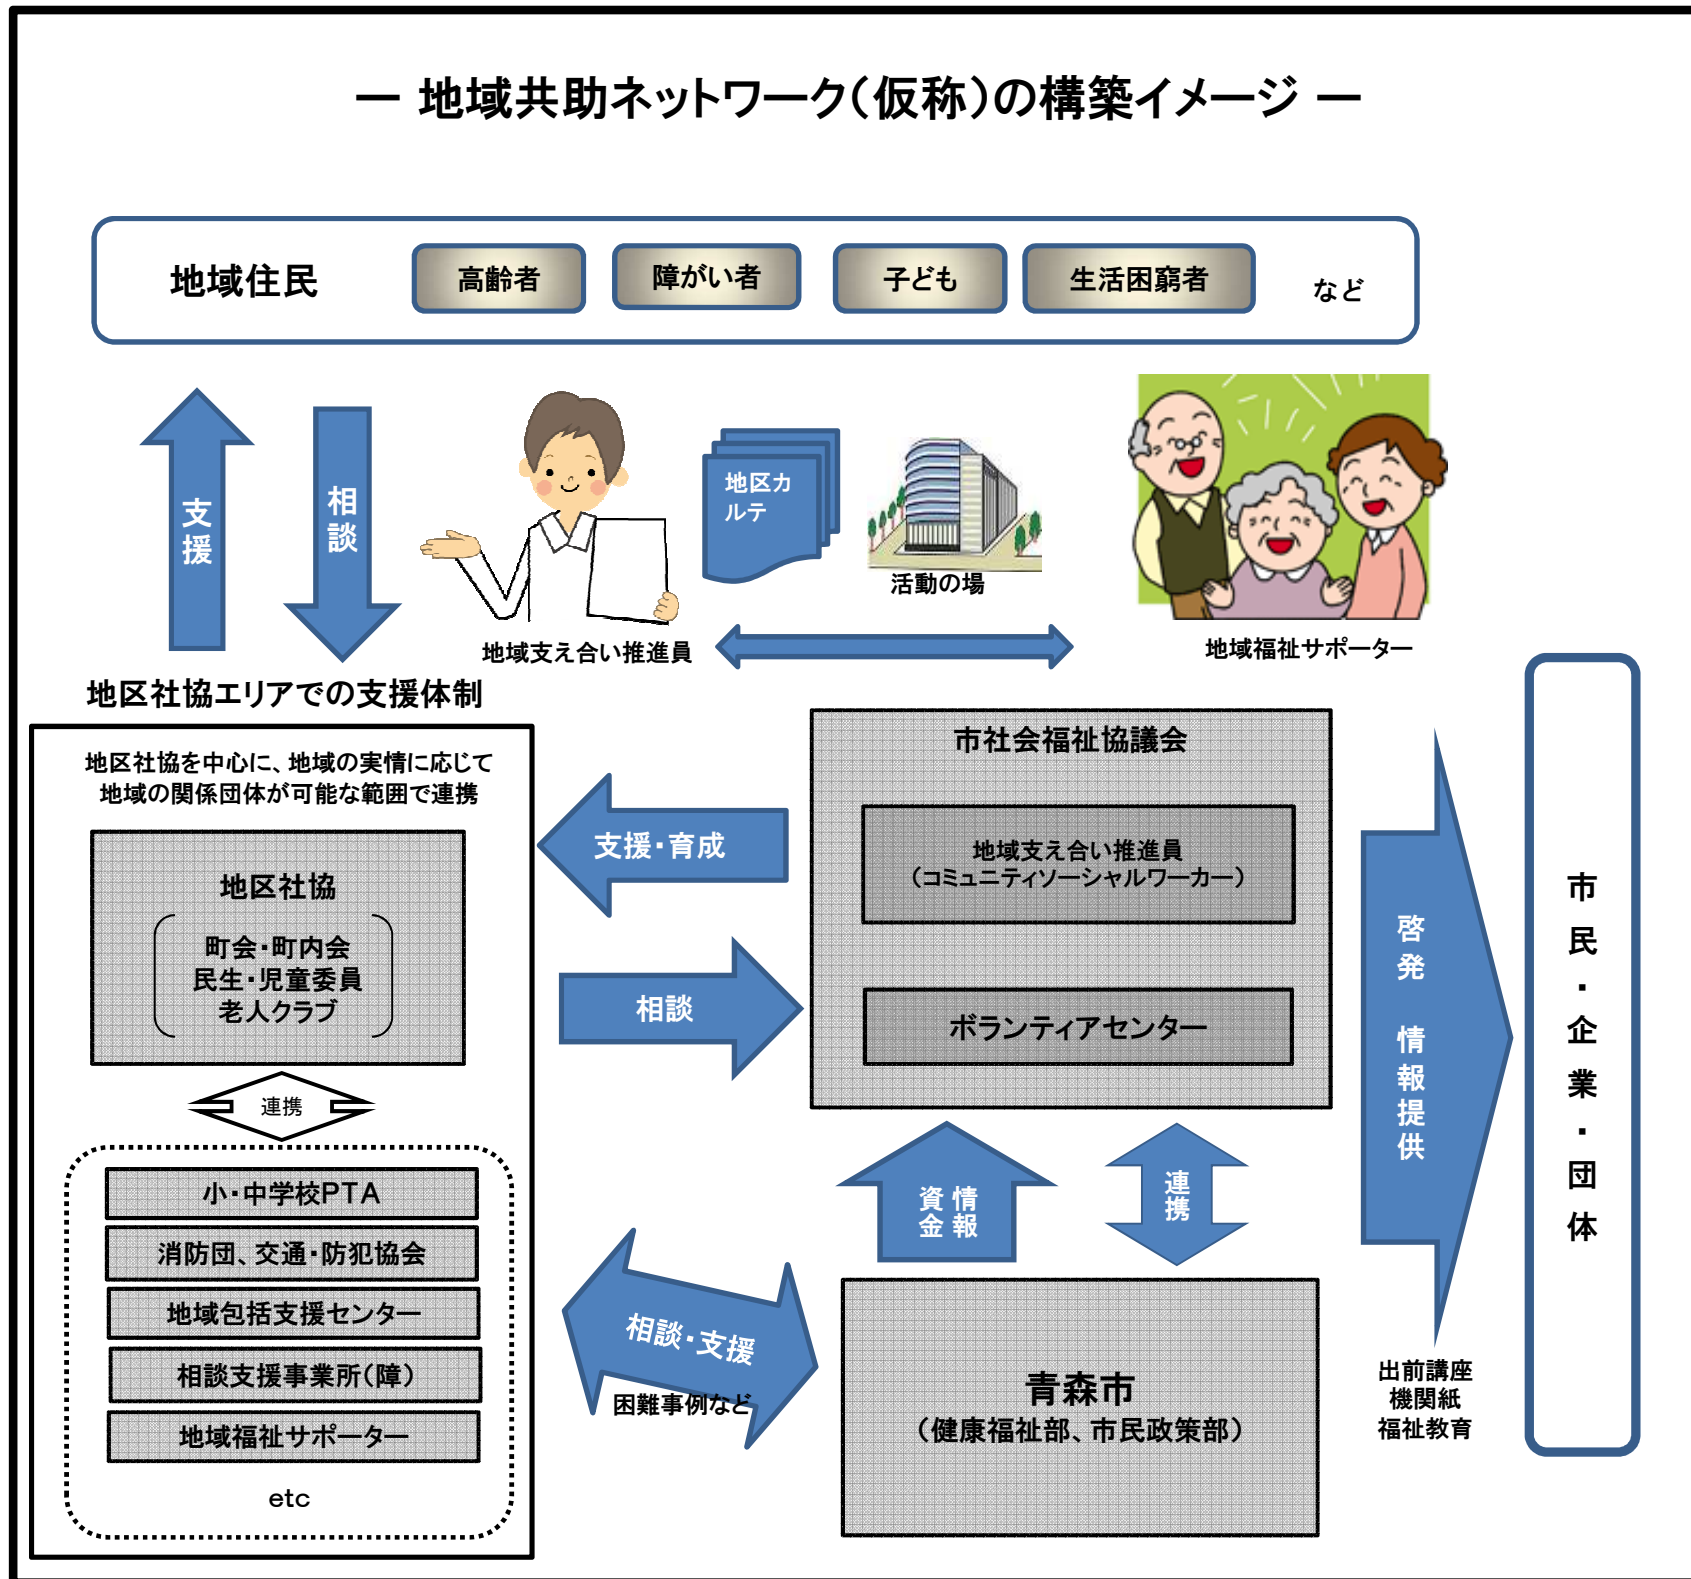 ― 地域共助ネットワーク（仮称）の構築イメージ ―
地域住民
高齢者
障がい者
子ども
生活困窮者
など
支援
相談
地区カ
ルテ
活動の場
地域支え合い推進員
地域福祉サポーター
地区社協エリアでの支援体制
地区社協を中心に、地域の実情に応じて
地域の関係団体が可能な範囲で連携
地区社協
町会・町内会
民生・児童委員
老人クラブ
連携
小・中学校PTA
消防団、交通・防犯協会
地域包括支援センター
相談支援事業所（障）
地域福祉サポーター
etc
支援・育成
相談
市社会福祉協議会
地域支え合い推進員
（コミュニティソーシャルワーカー）
ボランティアセンター
資金
情報
連携
相談・支援
困難事例など
青森市
（健康福祉部、市民政策部）
啓発 情報提供
出前講座
機関紙
福祉教育
市民・企業・団体